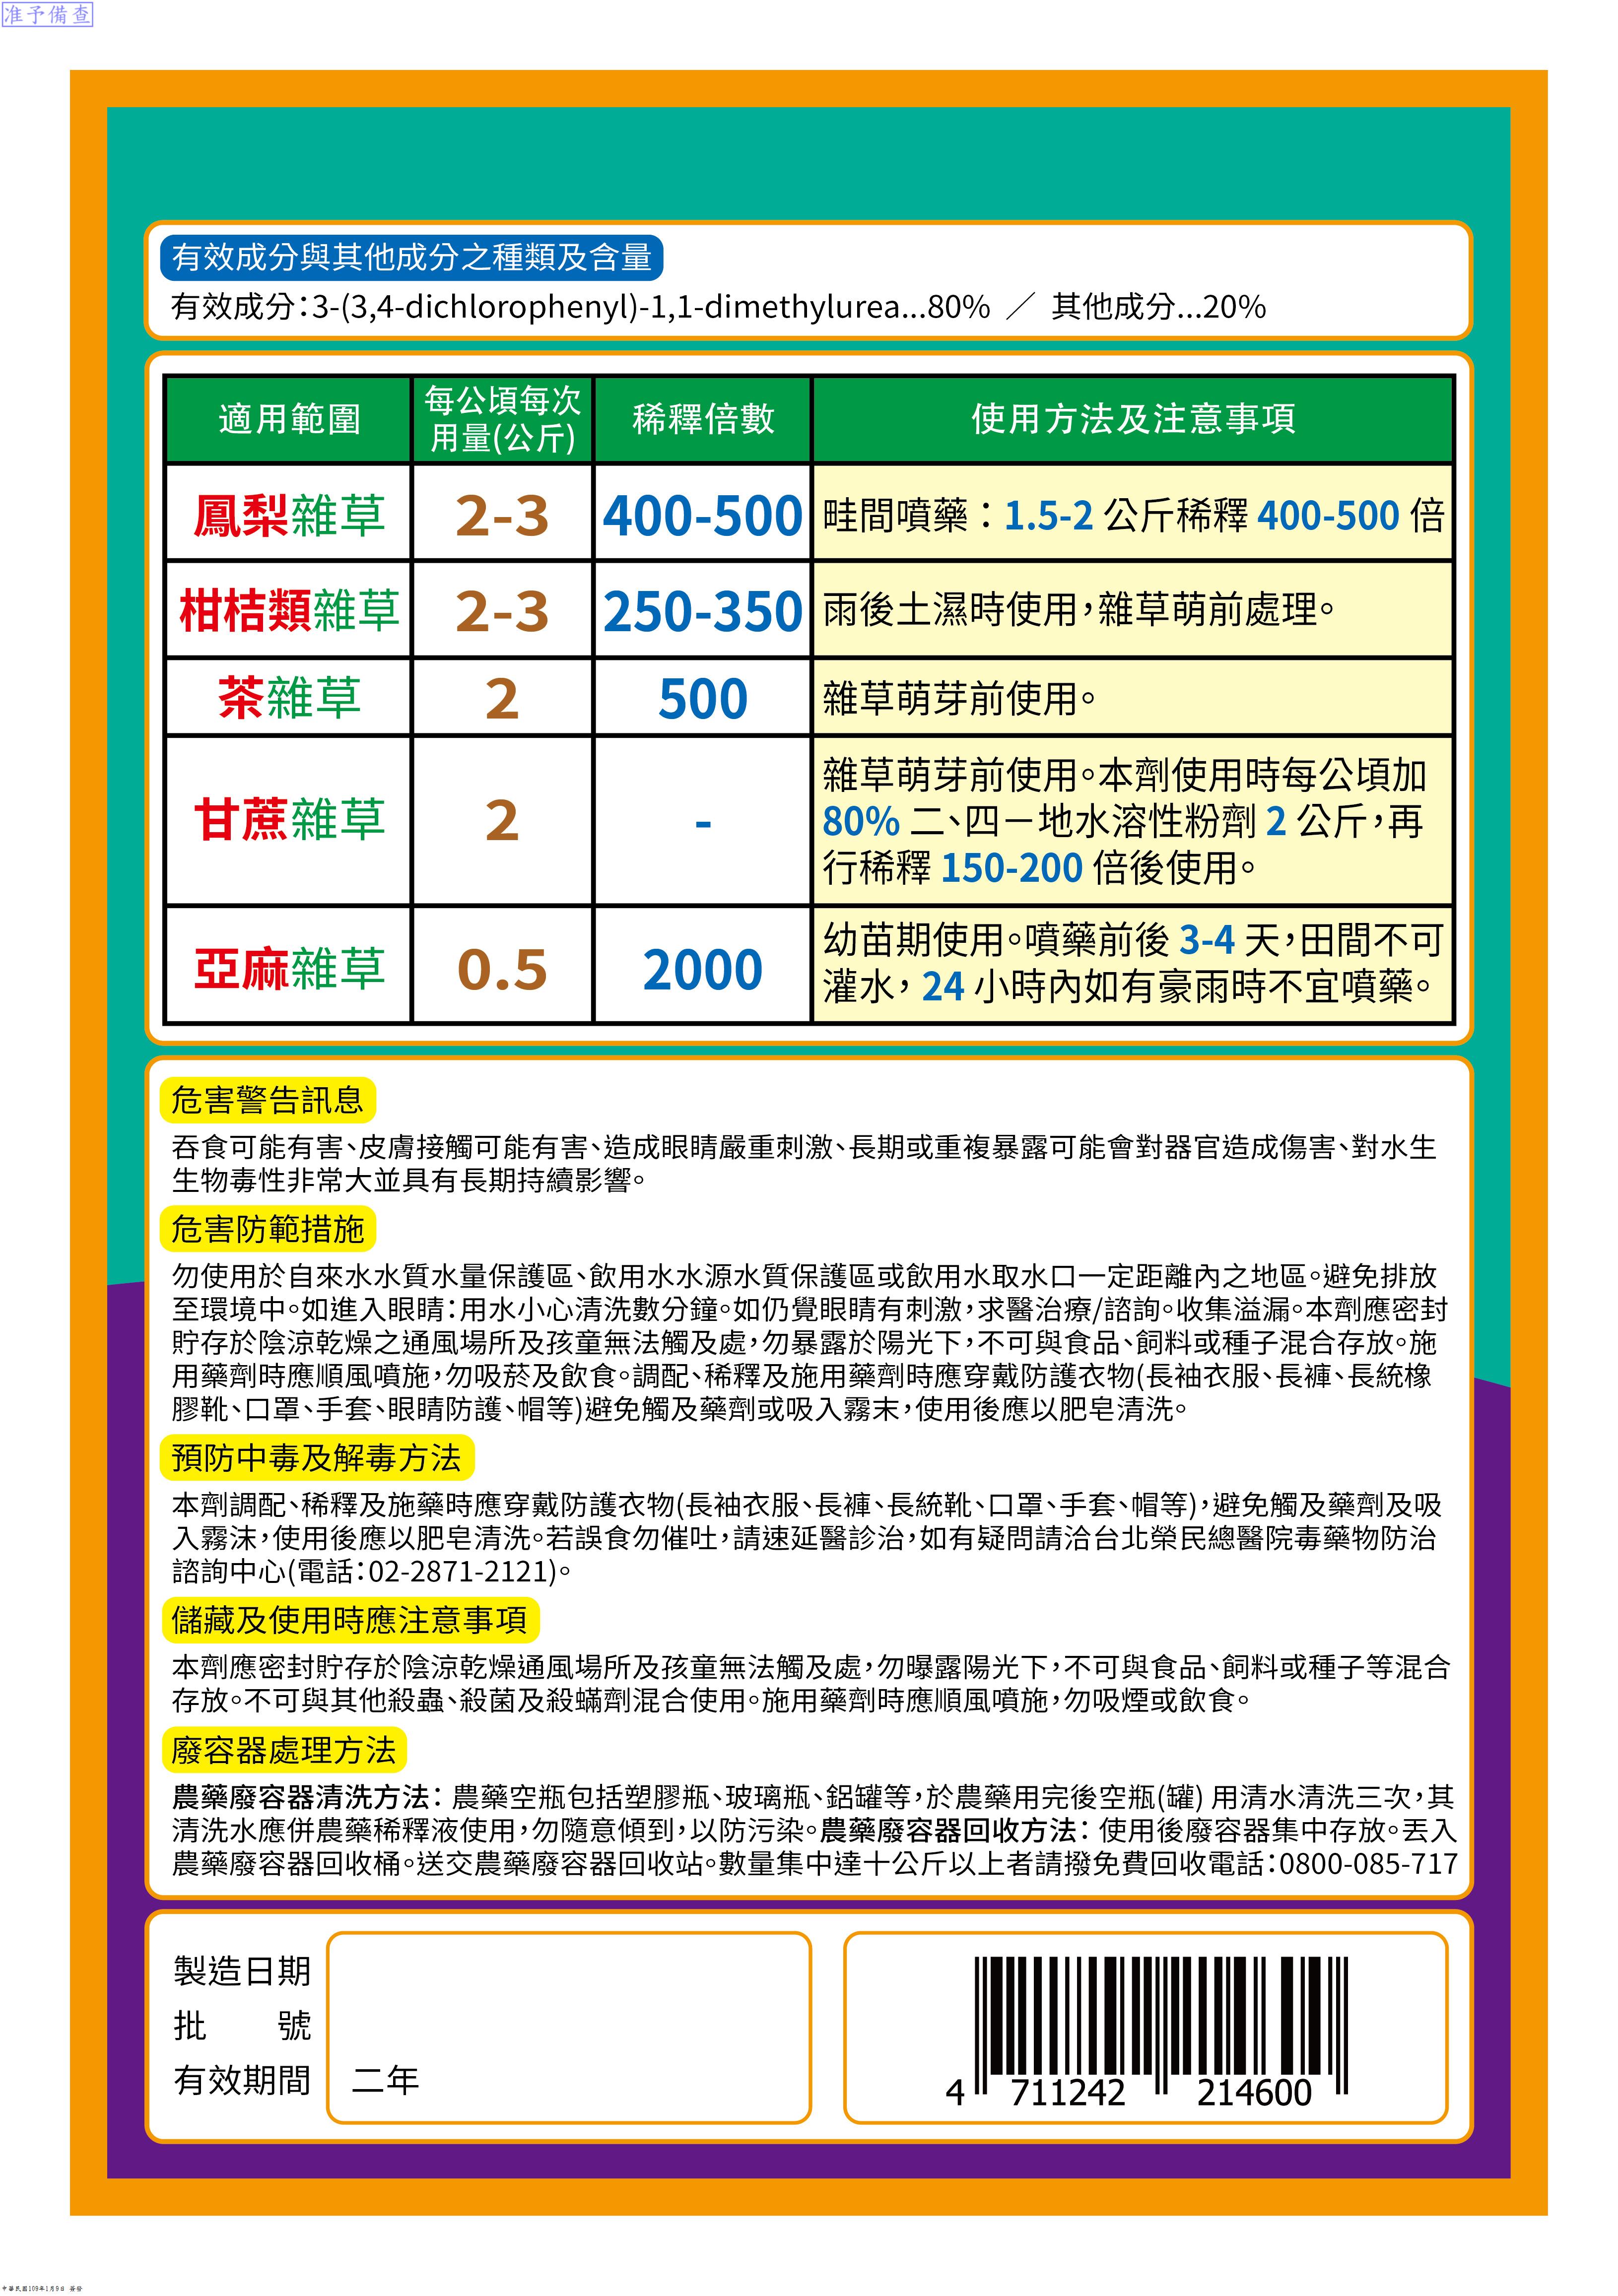 准予備查
有效成分與其他成分之種類及含量
有效成分：3-(3,4-dichlorophenyl)-1,1-dimethylurea...80% ／ 其他成分...20%
適用範圍 每公頃每次用量(公斤) 稀釋倍數 使用方法及注意事項
鳳梨雜草 2-3 400-500 畦間噴藥：1.5-2 公斤稀釋 400-500 倍
柑桔類雜草 2-3 250-350 雨後土濕時使用，雜草萌前處理。
茶雜草 2 500 雜草萌芽前使用。
甘蔗雜草 2 - 雜草萌芽前使用。本劑使用時每公頃加
80% 二、四－地水溶性粉劑 2 公斤，再
行稀釋 150-200 倍後使用。
亞麻雜草 0.5 2000 幼苗期使用。噴藥前後 3-4 天，田間不可
灌水，24 小時內如有豪雨時不宜噴藥。
危害警告訊息
吞食可能有害、皮膚接觸可能有害、造成眼睛嚴重刺激、長期或重複暴露可能會對器官造成傷害、對水生
生物毒性非常大並具有長期持續影響。
危害防範措施
勿使用於自來水水質水量保護區、飲用水水源水質保護區或飲用水取水口一定距離內之地區。避免排放
至環境中。如進入眼睛：用水小心清洗數分鐘。如仍覺眼睛有刺激，求醫治療/諮詢。收集溢漏。本劑應密封
貯存於陰涼乾燥之通風場所及孩童無法觸及處，勿暴露於陽光下，不可與食品、飼料或種子混合存放。施
用藥劑時應順風噴施，勿吸菸及飲食。調配、稀釋及施用藥劑時應穿戴防護衣物(長袖衣服、長褲、長統橡
膠靴、口罩、手套、眼睛防護、帽等)避免觸及藥劑或吸入霧末，使用後應以肥皂清洗。
預防中毒及解毒方法
本劑調配、稀釋及施藥時應穿戴防護衣物(長袖衣服、長褲、長統靴、口罩、手套、帽等)，避免觸及藥劑及吸
入霧沫，使用後應以肥皂清洗。若誤食勿催吐，請速延醫診治，如有疑問請洽台北榮民總醫院毒藥物防治
諮詢中心(電話：02-2871-2121)。
儲藏及使用時應注意事項
本劑應密封貯存於陰涼乾燥通風場所及孩童無法觸及處，勿曝露陽光下，不可與食品、飼料或種子等混合
存放。不可與其他殺蟲、殺菌及殺蟎劑混合使用。施用藥劑時應順風噴施，勿吸煙或飲食。
廢容器處理方法
農藥廢容器清洗方法：農藥空瓶包括塑膠瓶、玻璃瓶、鋁罐等，於農藥用完後空瓶(罐) 用清水清洗三次，其
清洗水應併農藥稀釋液使用，勿隨意傾到，以防污染。農藥廢容器回收方法：使用後廢容器集中存放。丟入
農藥廢容器回收桶。送交農藥廢容器回收站。數量集中達十公斤以上者請撥免費回收電話：0800-085-717
製造日期
批　　號
有效期間 二年
4 711242 214600
中華民國109年1月9日 簽發